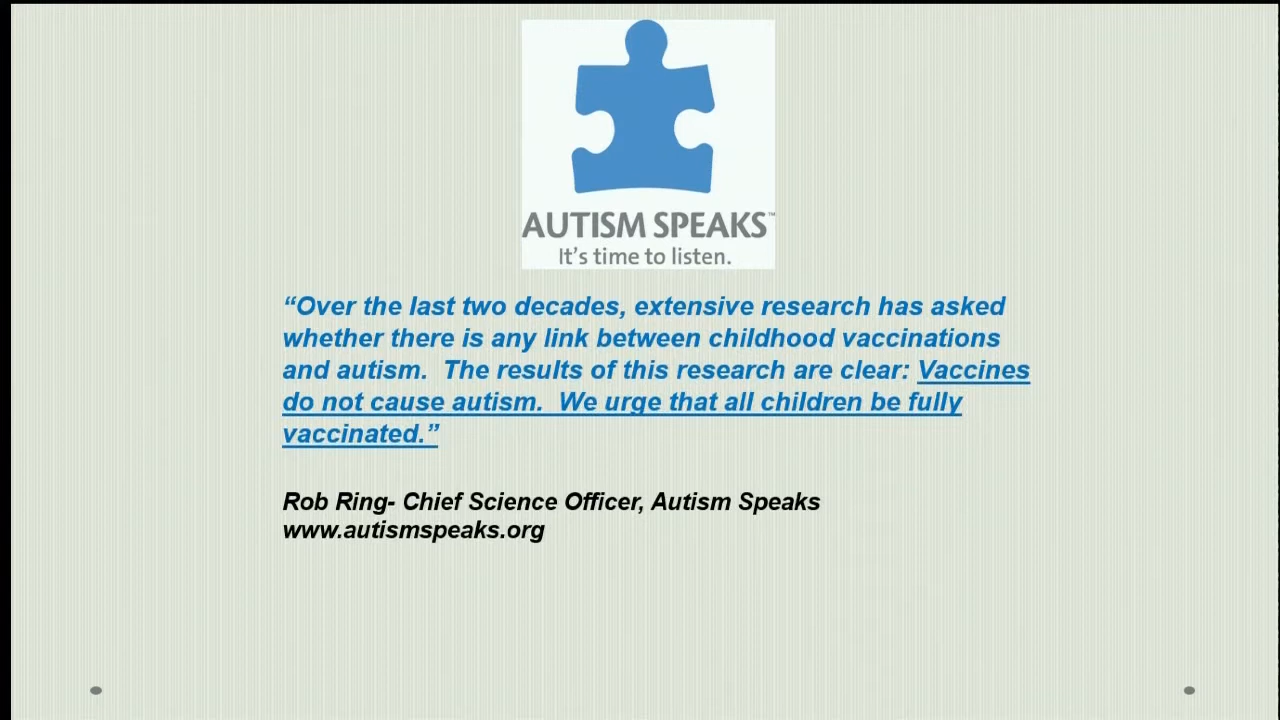 AUTISM SPEAKS™
It's time to listen.
“Over the last two decades, extensive research has asked
whether there is any link between childhood vaccinations
and autism.  The results of this research are clear: Vaccines
do not cause autism.  We urge that all children be fully
vaccinated.”
Rob Ring- Chief Science Officer, Autism Speaks
www.autismspeaks.org